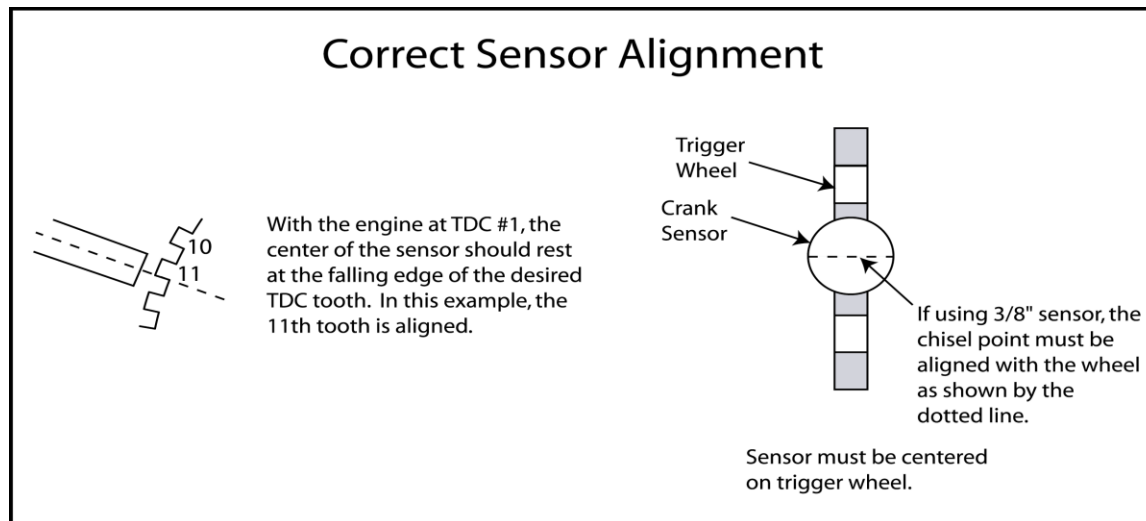 Correct Sensor Alignment
10
11
With the engine at TDC #1, the
center of the sensor should rest
at the falling edge of the desired
TDC tooth. In this example, the
11th tooth is aligned.
Trigger
Wheel
Crank
Sensor
If using 3/8" sensor, the
chisel point must be
aligned with the wheel
as shown by the
dotted line.
Sensor must be centered
on trigger wheel.